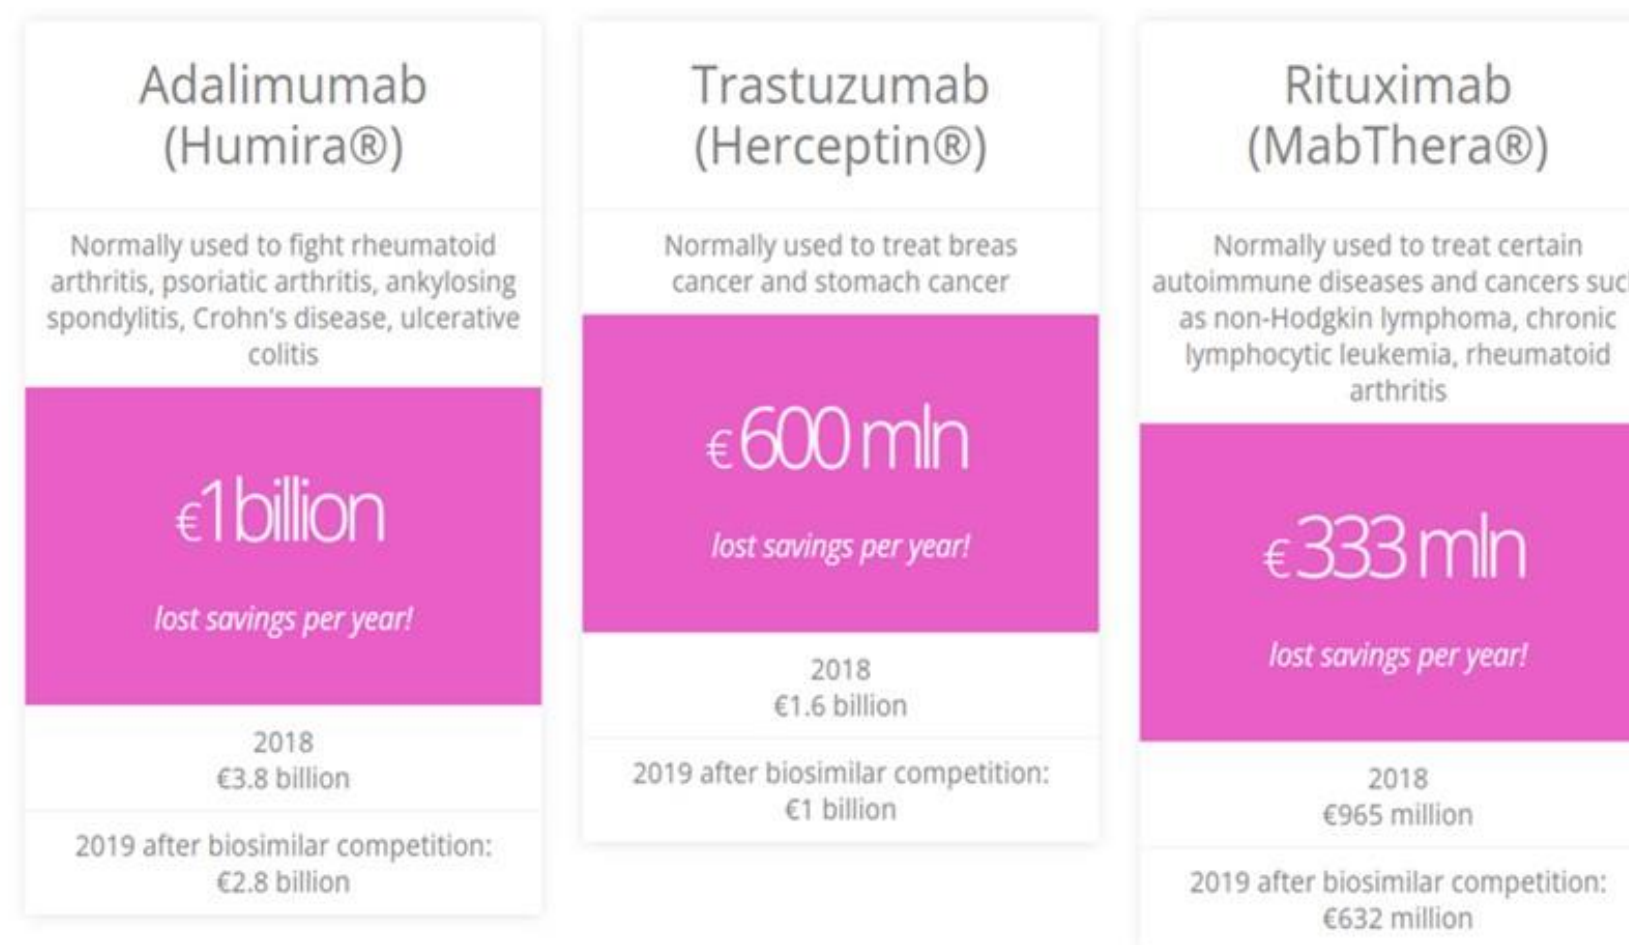 Adalimumab
(Humira®)
Normally used to fight rheumatoid
arthritis, psoriatic arthritis, ankylosing
spondylitis, Crohn's disease, ulcerative
colitis
€1 billion
lost savings per year!
2018
€3.8 billion
2019 after biosimilar competition:
€2.8 billion
Trastuzumab
(Herceptin®)
Normally used to treat breas
cancer and stomach cancer
€600 mln
lost savings per year!
2018
€1.6 billion
2019 after biosimilar competition:
€1 billion
Rituximab
(MabThera®)
Normally used to treat certain
autoimmune diseases and cancers
as non-Hodgkin lymphoma, chronic
lymphocytic leukemia, rheumatoid
arthritis
€333 mln
lost savings per year!
2018
€965 million
2019 after biosimilar competition:
€632 million